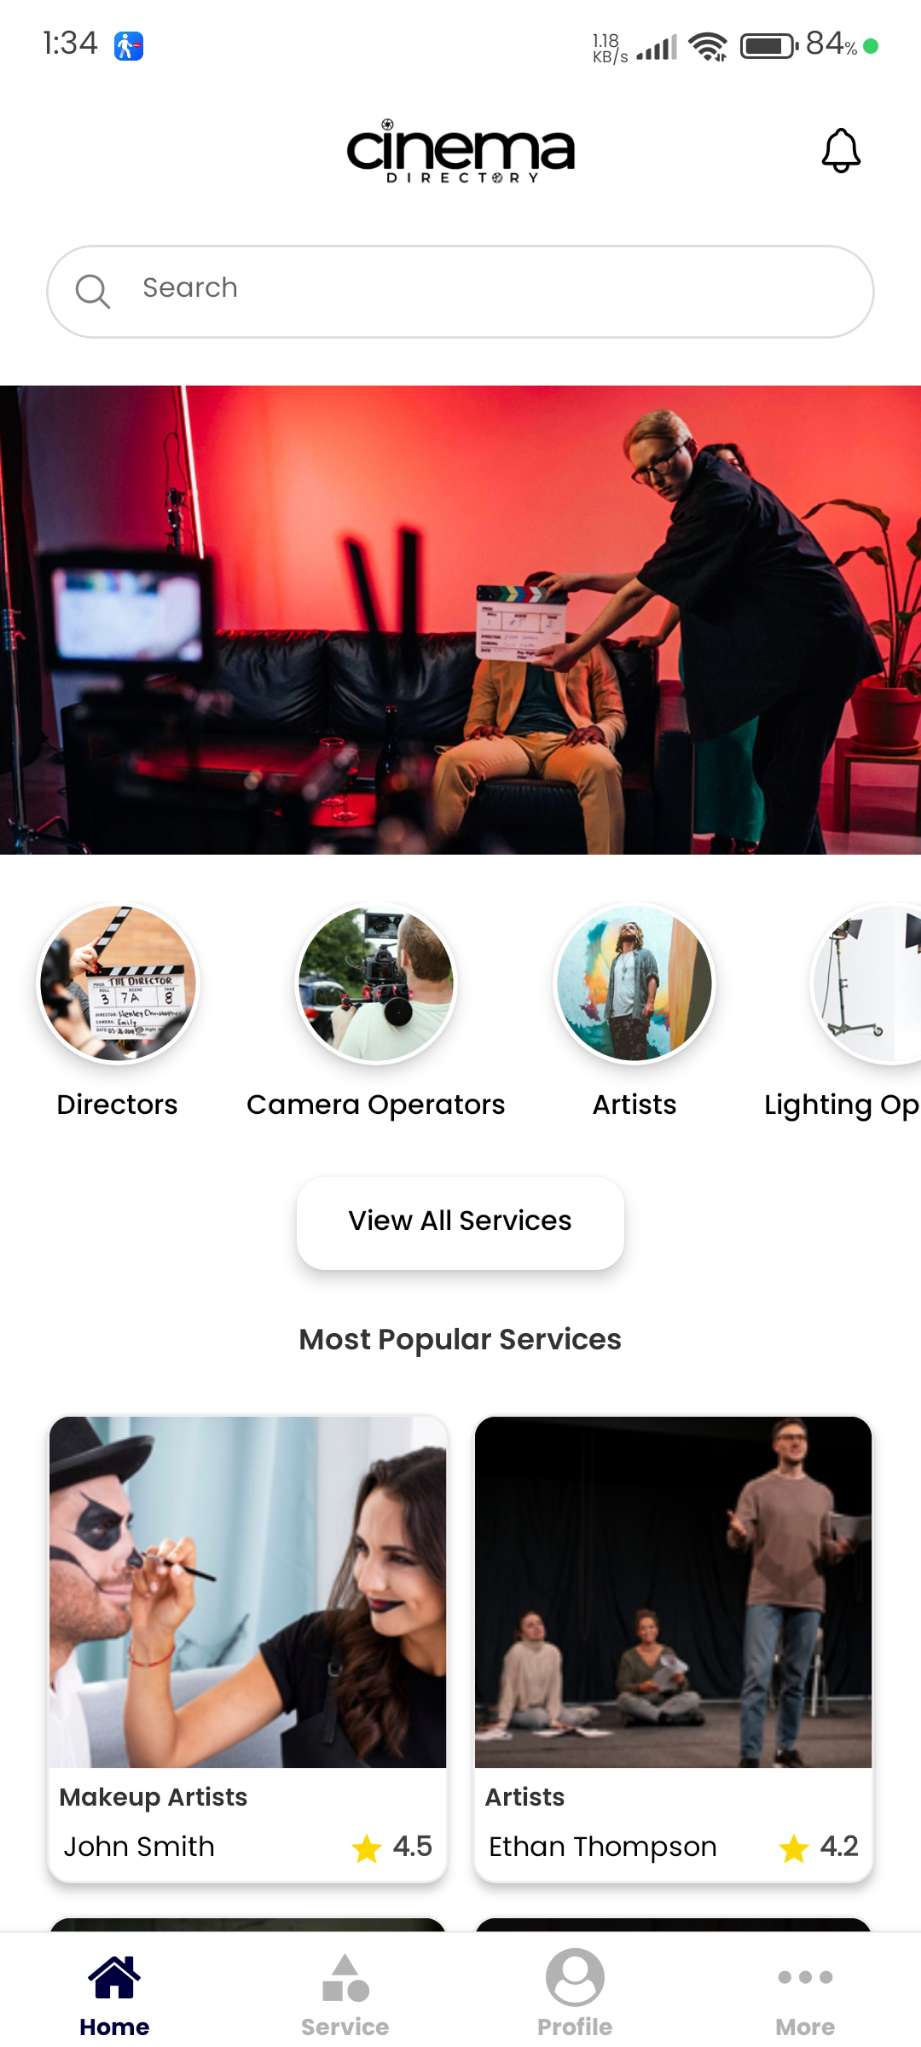 1:34
1.18
KB/s
84%
cinema
DIRECTORY
Search
THE DIRECTOR
3 7A 8
Directors
Camera Operators
Artists
Lighting Op
View All Services
Most Popular Services
Makeup Artists
John Smith
4.5
Artists
Ethan Thompson
4.2
Home
Service
Profile
More